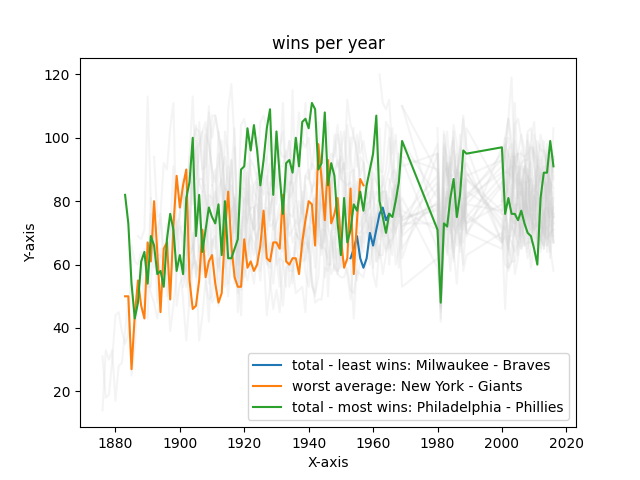 wins per year
Y-axis
120
100
80
60
40
20
total - least wins: Milwaukee - Braves
worst average: New York - Giants
total - most wins: Philadelphia - Phillies
1880 1900 1920 1940 1960 1980 2000 2020
X-axis